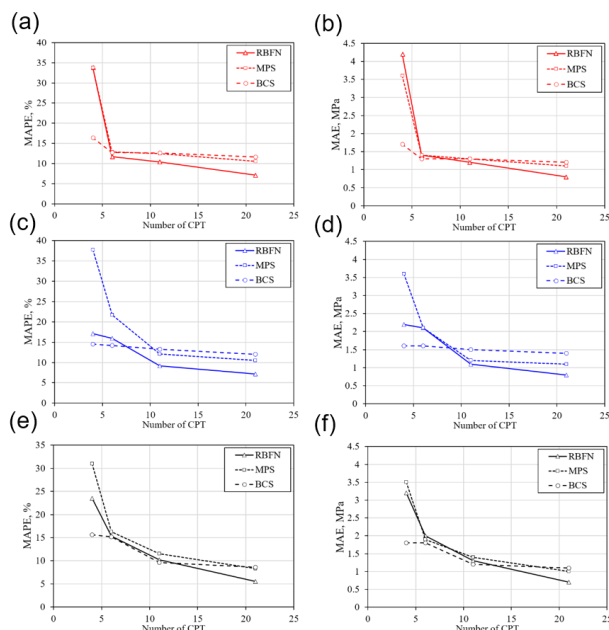 (a)
40
35
30
25
20
15
10
5
0
MAPE, %
0 5 10 15 20 25
Number of CPT
RBFN
MPS
BCS
(b)
4.5
4
3.5
3
2.5
2
1.5
1
0.5
0
MAE, MPa
0 5 10 15 20 25
Number of CPT
RBFN
MPS
BCS
(c)
40
35
30
25
20
15
10
5
0
MAPE, %
0 5 10 15 20 25
Number of CPT
RBFN
MPS
BCS
(d)
4.5
4
3.5
3
2.5
2
1.5
1
0.5
0
MAE, MPa
0 5 10 15 20 25
Number of CPT
RBFN
MPS
BCS
(e)
35
30
25
20
15
10
5
0
MAPE, %
0 5 10 15 20 25
Number of CPT
RBFN
MPS
BCS
(f)
4.5
4
3.5
3
2.5
2
1.5
1
0.5
0
MAE, MPa
0 5 10 15 20 25
Number of CPT
RBFN
MPS
BCS